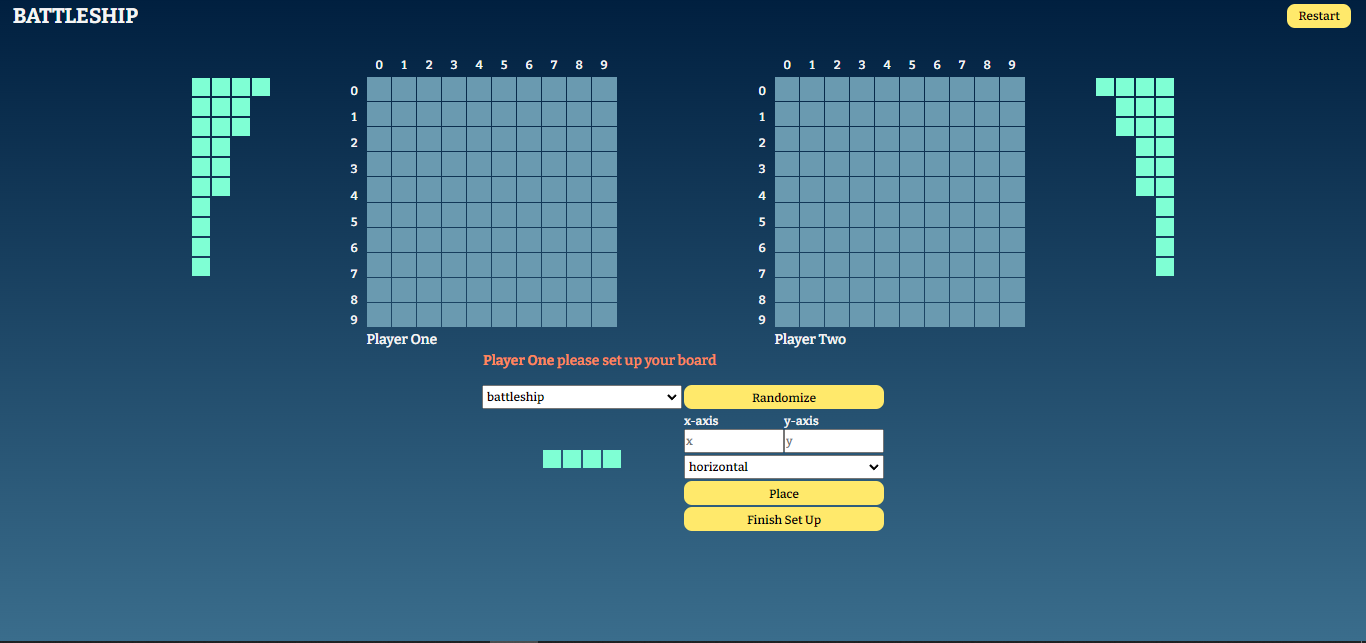 BATTLESHIP
Restart
0 1 2 3 4 5 6 7 8 9
0 1 2 3 4 5 6 7 8 9
0
1
2
3
4
5
6
7
8
9
0
1
2
3
4
5
6
7
8
9
Player One
Player Two
Player One please set up your board
battleship
Randomize
x-axis y-axis
x y
horizontal
Place
Finish Set Up